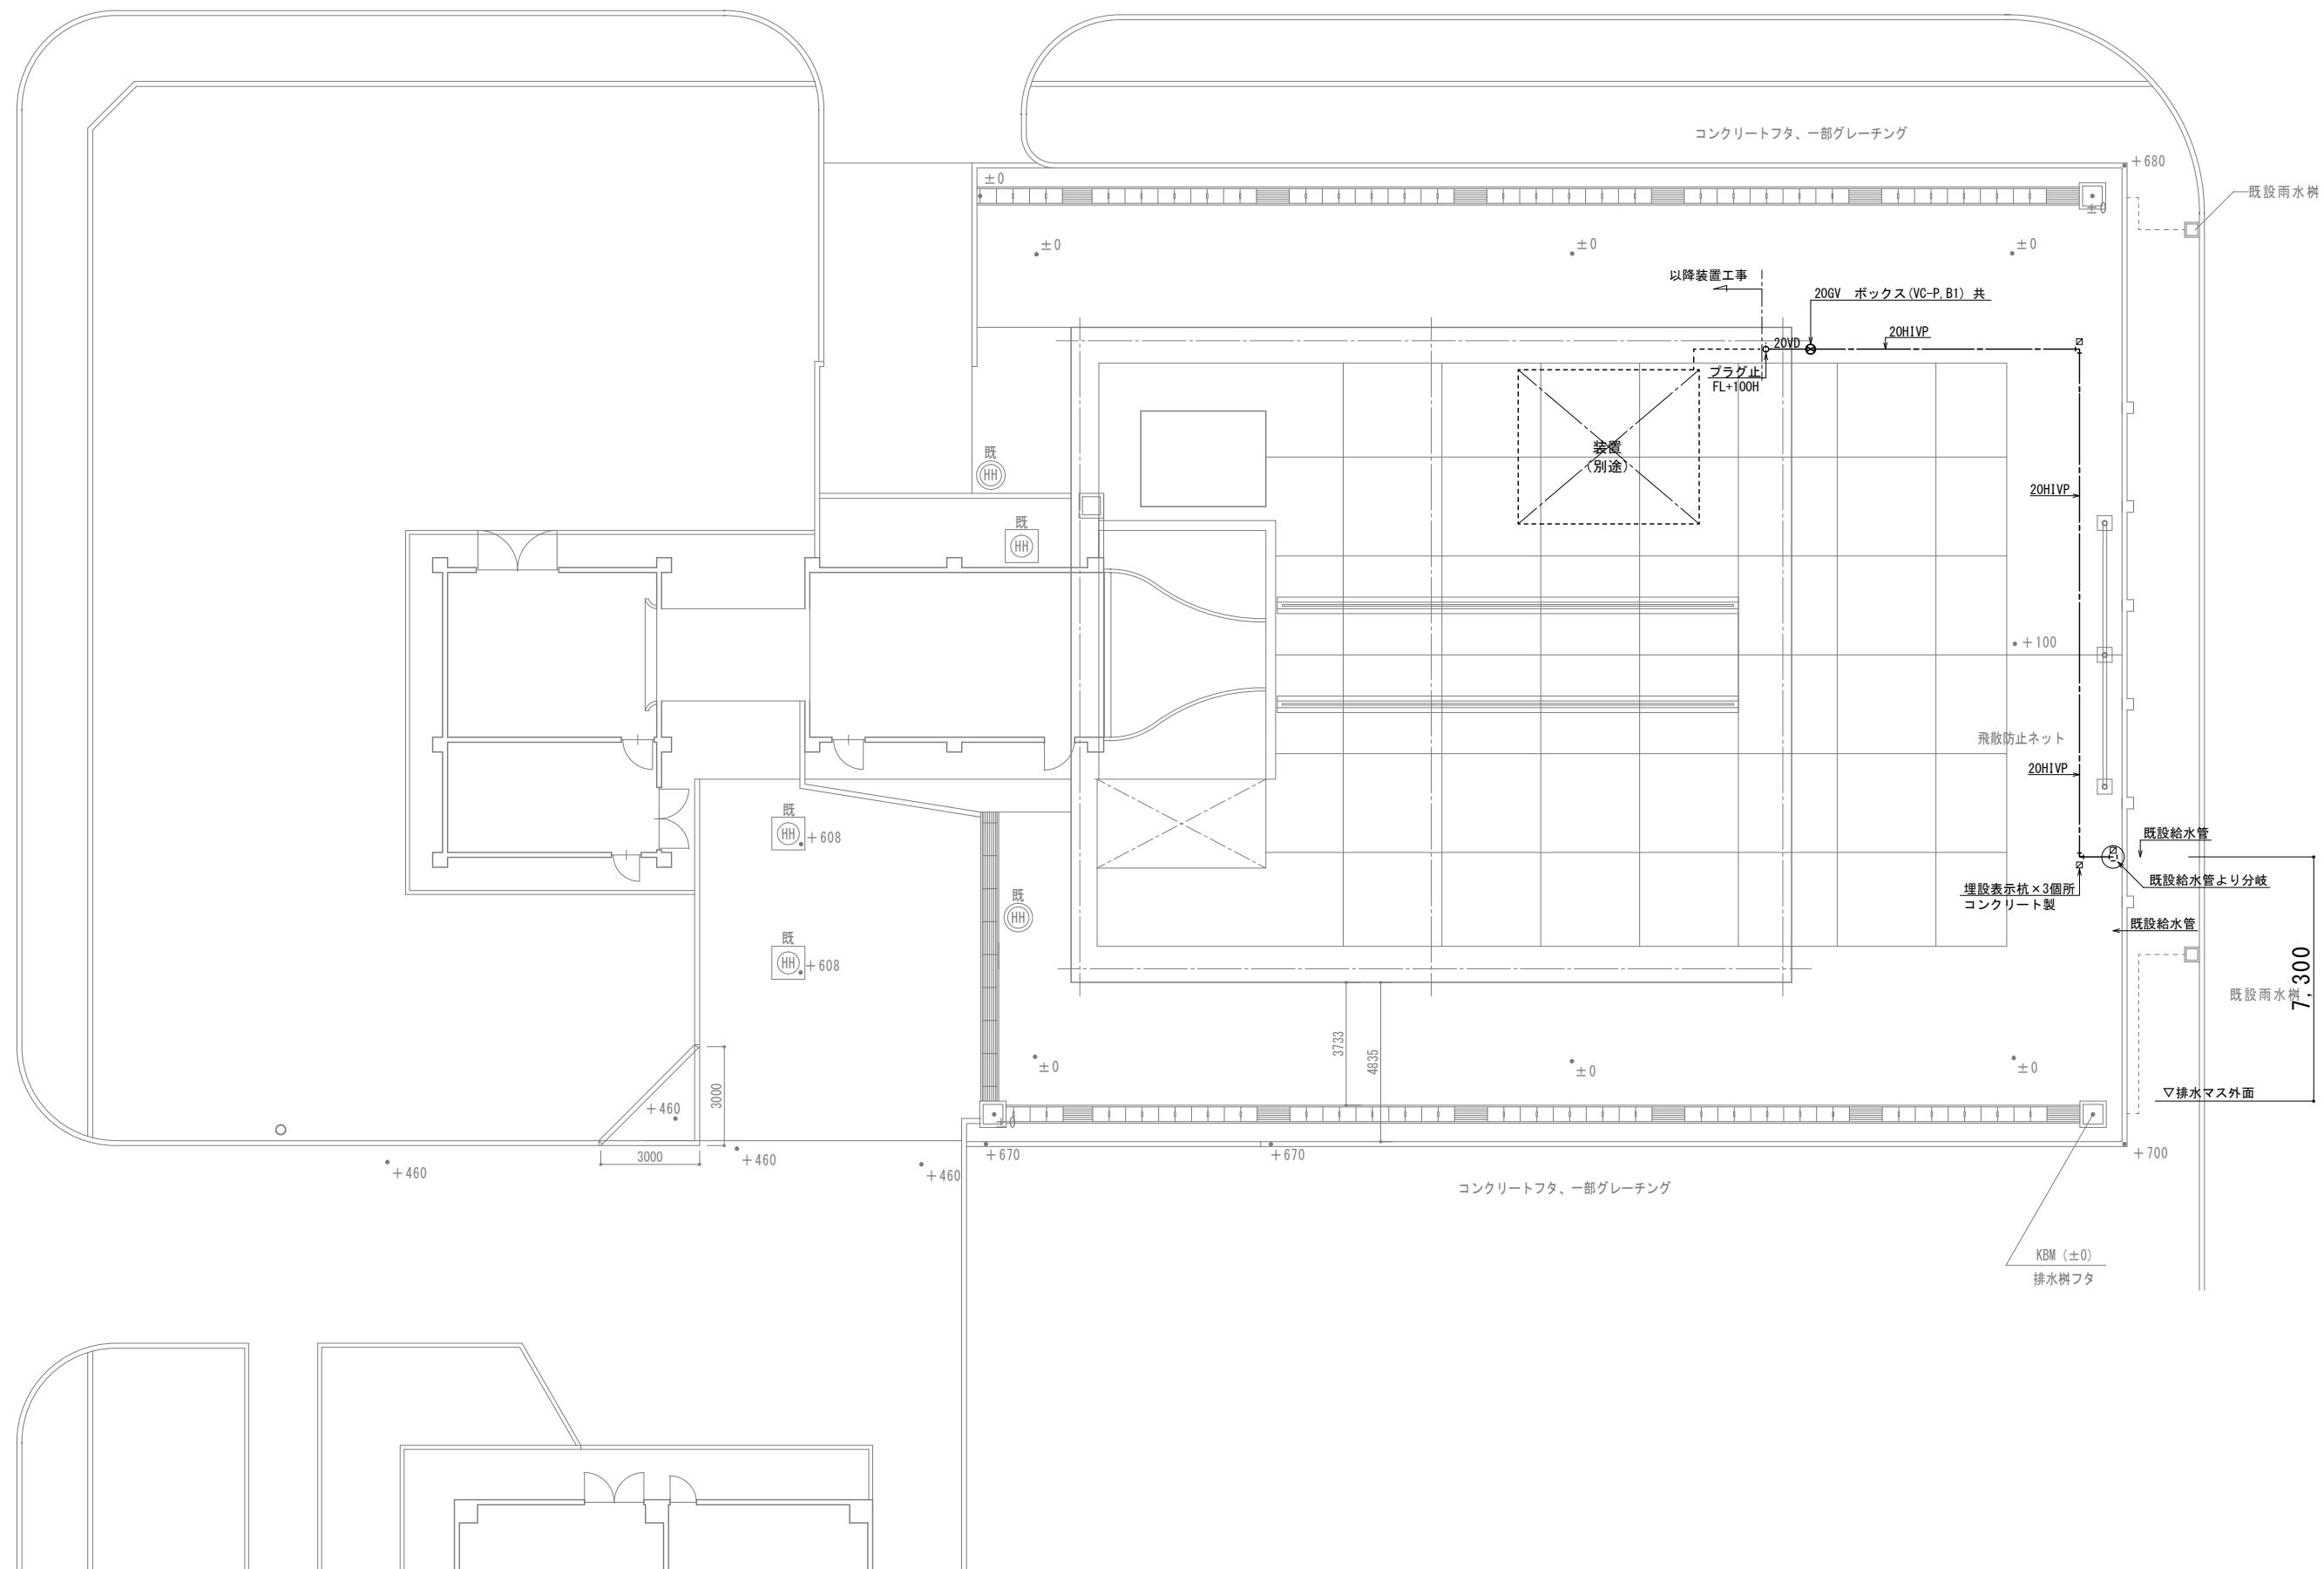 コンクリートフタ、一部グレーチング
+680
±0
既設雨水桝
±0
±0
±0
±0
以降装置工事
20GV ボックス(VC-P,B1) 共
20HIVP
20VD
プラグ止
FL+100H
既
HH
装置
(別途)
20HIVP
既
HH
+100
飛散防止ネット
20HIVP
既
HH
+608
既設給水管
既設給水管より分岐
埋設表示杭×3個所
コンクリート製
既
HH
既設給水管
既
HH
+608
7,300
既設雨水桝
3733
4835
±0
±0
±0
3000
▽排水マス外面
+460
±0
3000
+460
+460
+460
+670
+670
+700
コンクリートフタ、一部グレーチング
KBM (±0)
排水桝フタ